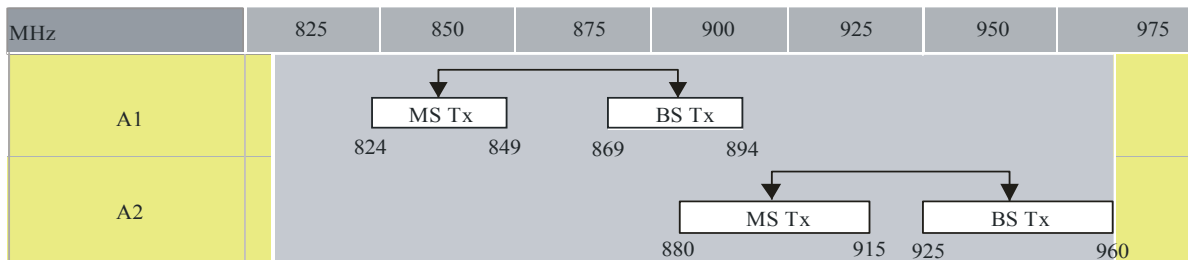 MHz 825 850 875 900 925 950 975
A1 MS Tx BS Tx
824 849 869 894
A2 MS Tx BS Tx
880 915 925 960